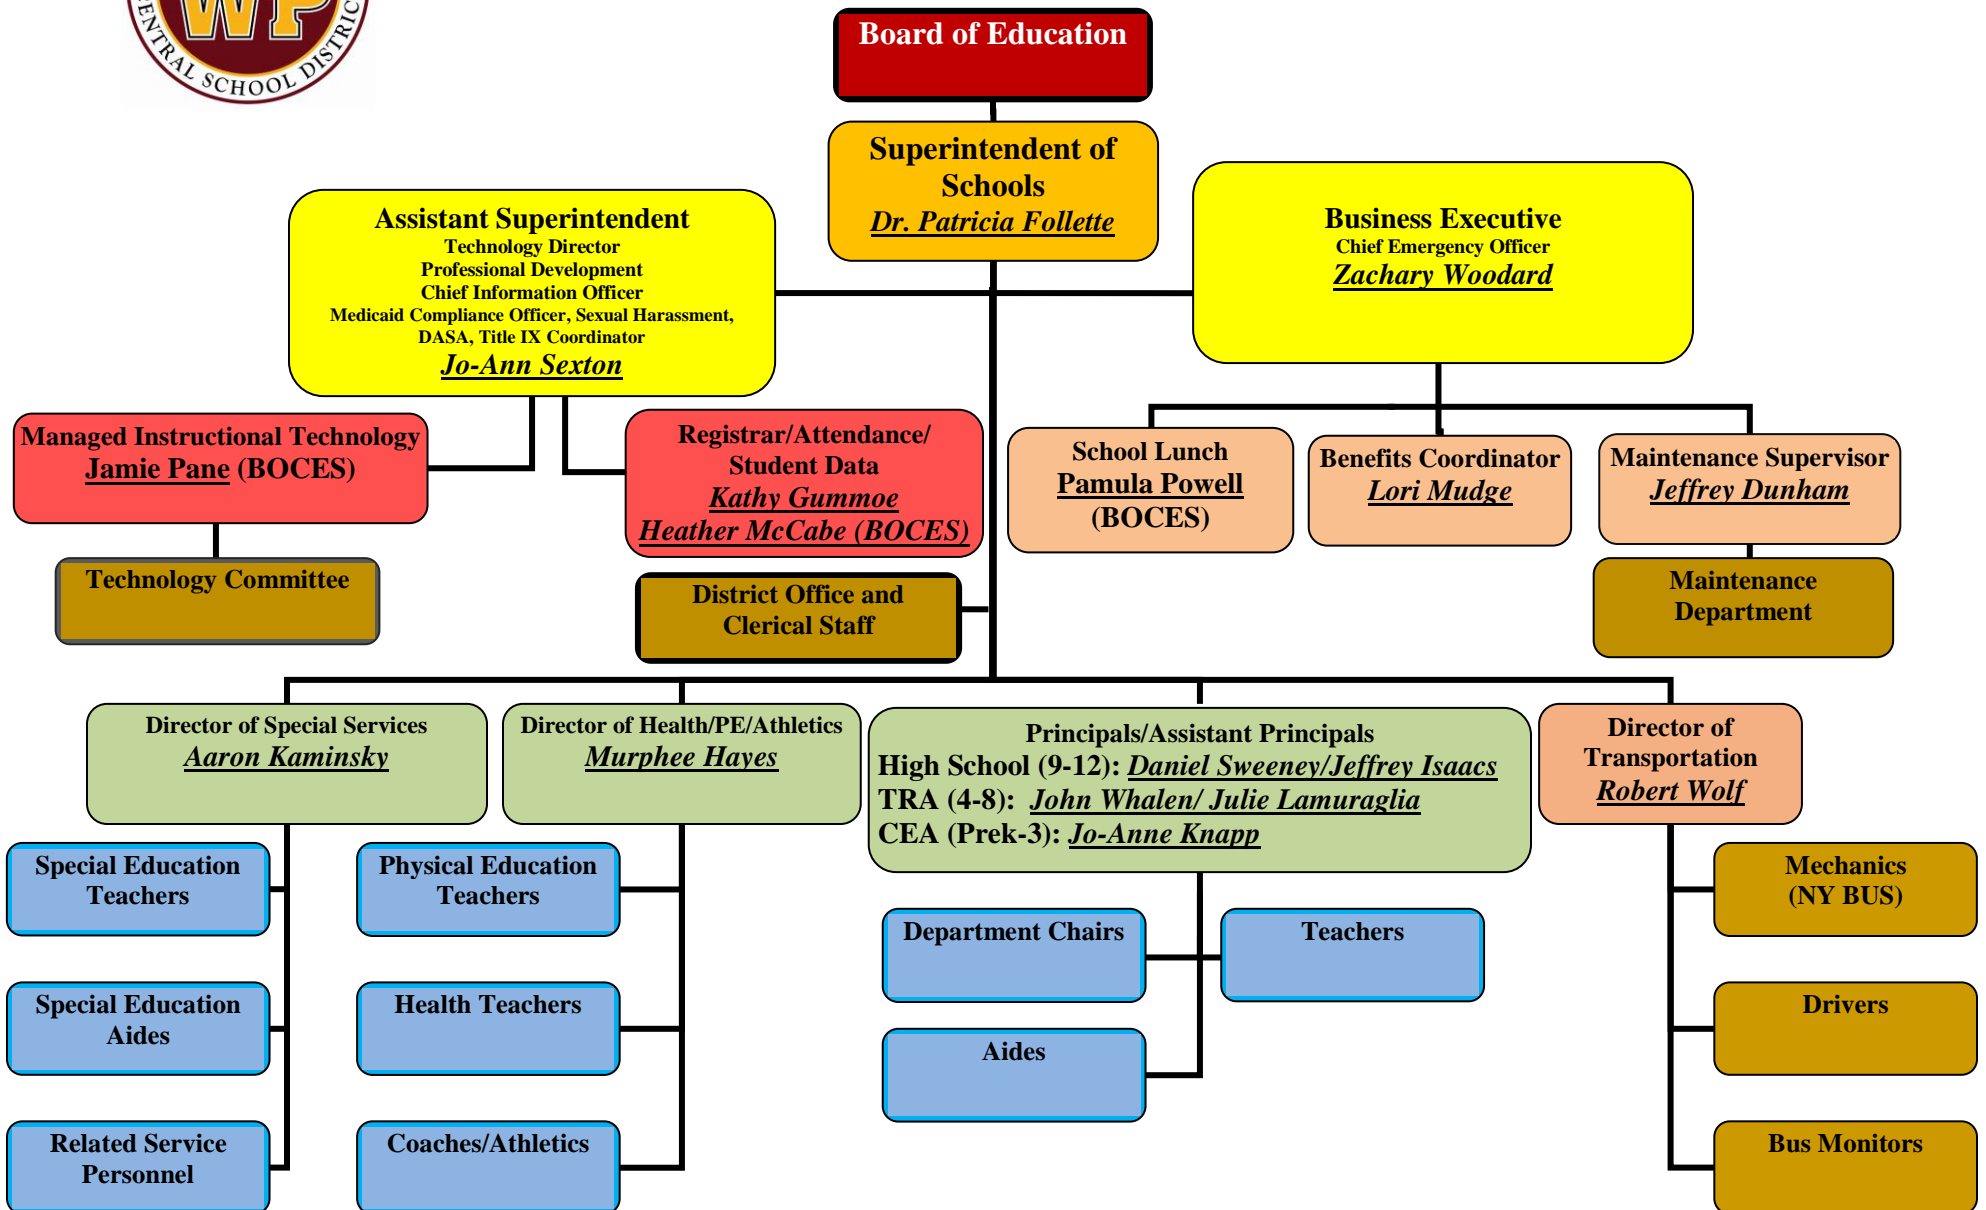 WP
ENTRAL SCHOOL DISTRIC
Board of Education
Superintendent of
Schools
Dr. Patricia Follette
Assistant Superintendent
Technology Director
Professional Development
Chief Information Officer
Medicaid Compliance Officer, Sexual Harassment,
DASA, Title IX Coordinator
Jo-Ann Sexton
Business Executive
Chief Emergency Officer
Zachary Woodard
Managed Instructional Technology
Jamie Pane (BOCES)
Registrar/Attendance/
Student Data
Kathy Gummoe
Heather McCabe (BOCES)
School Lunch
Pamula Powell
(BOCES)
Benefits Coordinator
Lori Mudge
Maintenance Supervisor
Jeffrey Dunham
Technology Committee
District Office and
Clerical Staff
Maintenance
Department
Director of Special Services
Aaron Kaminsky
Director of Health/PE/Athletics
Murphee Hayes
Principals/Assistant Principals
High School (9-12): Daniel Sweeney/Jeffrey Isaacs
TRA (4-8): John Whalen/ Julie Lamuraglia
CEA (Prek-3): Jo-Anne Knapp
Director of
Transportation
Robert Wolf
Special Education
Teachers
Special Education
Aides
Related Service
Personnel
Physical Education
Teachers
Health Teachers
Coaches/Athletics
Department Chairs
Teachers
Aides
Mechanics
(NY BUS)
Drivers
Bus Monitors